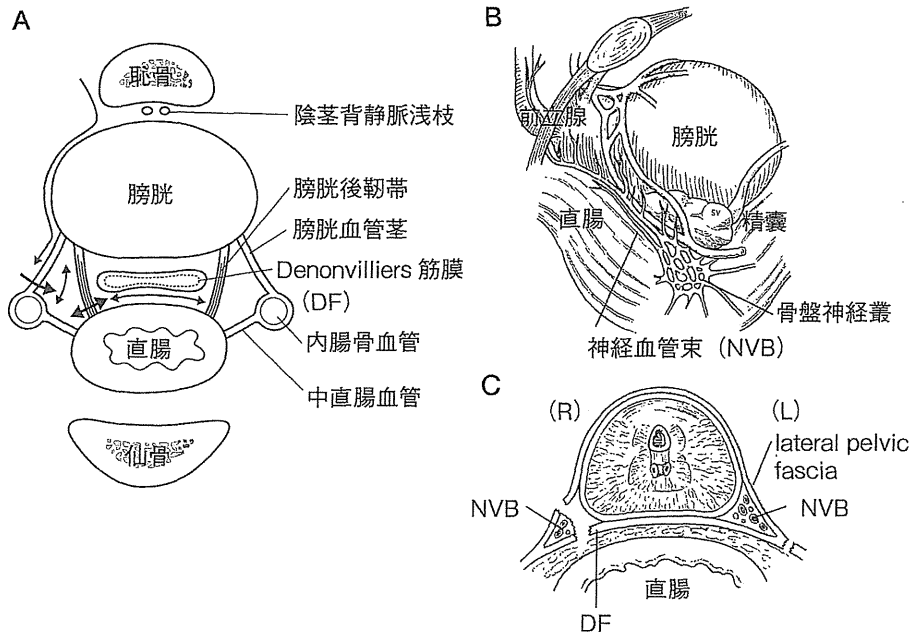 A
恥骨
陰茎背静脈浅枝
膀胱
膀胱後靱帯
膀胱血管茎
Denonvilliers 筋膜
(DF)
内腸骨血管
直腸
中直腸血管
仙骨
B
前立腺
膀胱
直腸
SV
精嚢
骨盤神経叢
神経血管束（NVB）
C
(R)
(L)
lateral pelvic
fascia
NVB
NVB
直腸
DF